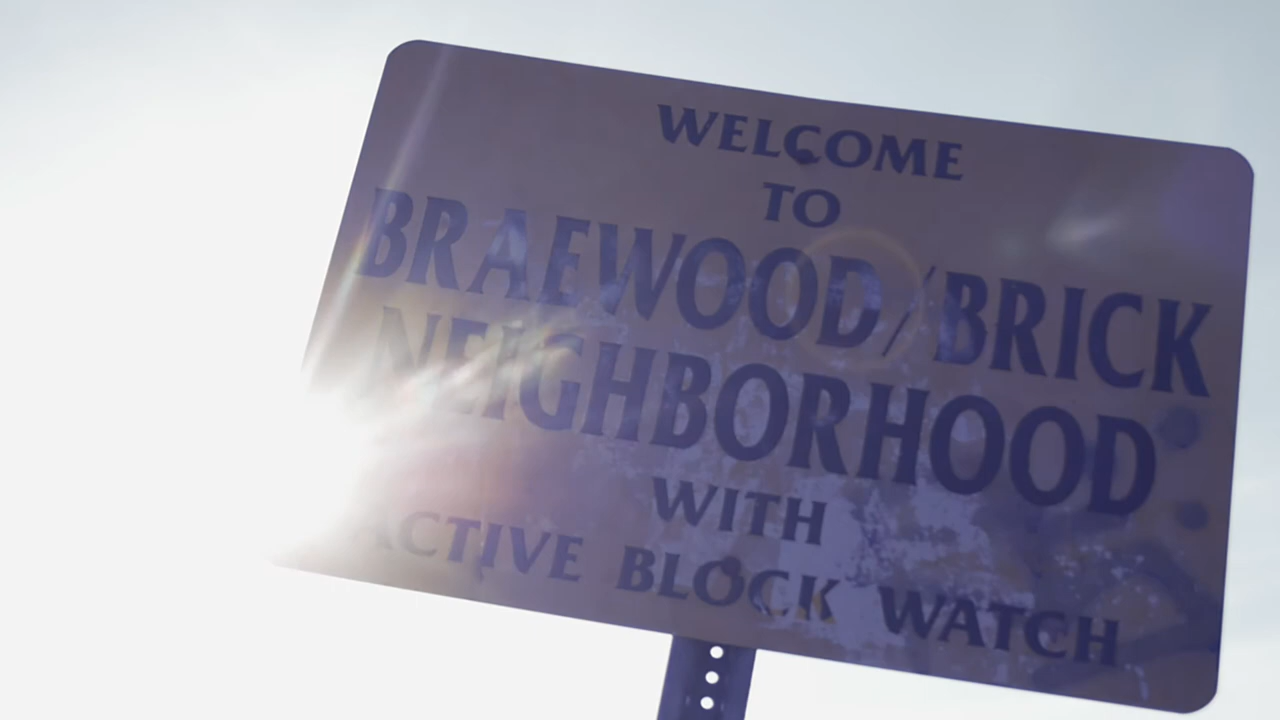 WELCOME
TO
BRAEWOOD/BRICK
NEIGHBORHOOD
WITH
ACTIVE BLOCK WATCH